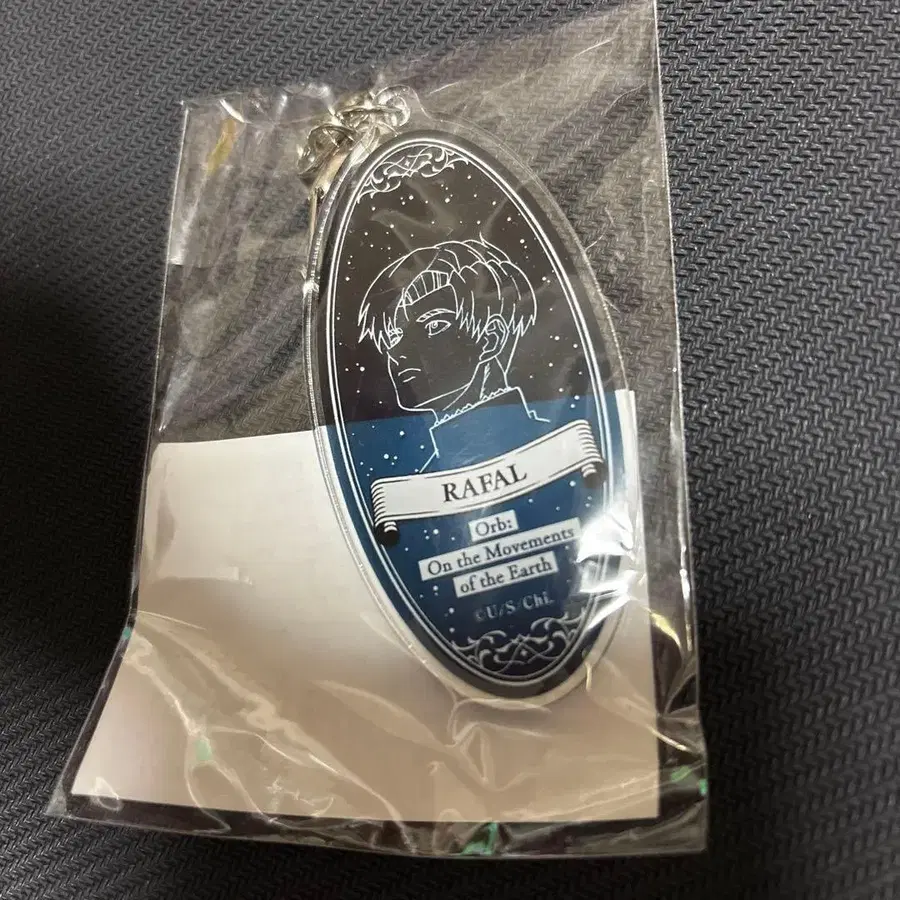 RAFAL
Orb:
On the Movements
of the Earth
©U/S/Chi.